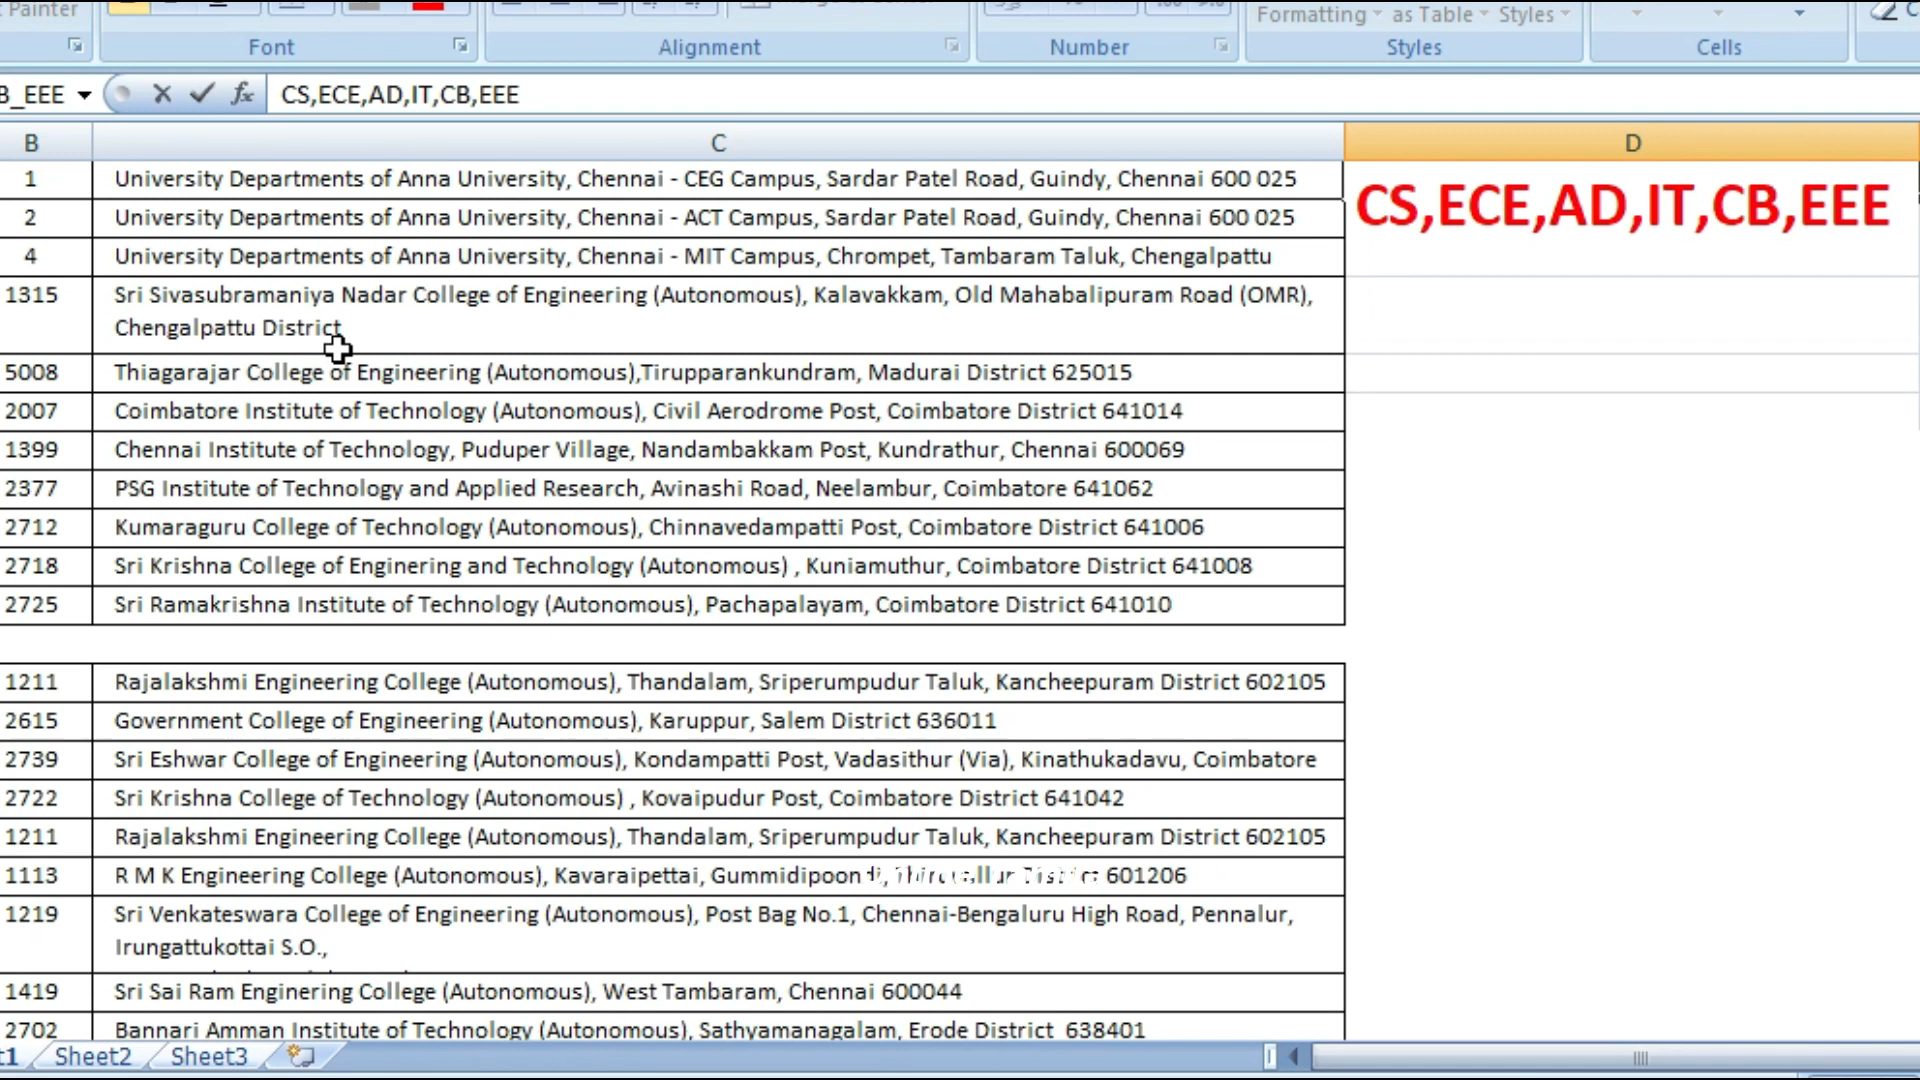 Painter
Formatting as Table Styles
Font Alignment Number Styles Cells
B_EEE fx CS,ECE,AD,IT,CB,EEE
B C D
1 University Departments of Anna University, Chennai - CEG Campus, Sardar Patel Road, Guindy, Chennai 600 025
CS,ECE,AD,IT,CB,EEE
2 University Departments of Anna University, Chennai - ACT Campus, Sardar Patel Road, Guindy, Chennai 600 025
4 University Departments of Anna University, Chennai - MIT Campus, Chrompet, Tambaram Taluk, Chengalpattu
1315 Sri Sivasubramaniya Nadar College of Engineering (Autonomous), Kalavakkam, Old Mahabalipuram Road (OMR),
Chengalpattu District
5008 Thiagarajar College of Engineering (Autonomous),Tirupparankundram, Madurai District 625015
2007 Coimbatore Institute of Technology (Autonomous), Civil Aerodrome Post, Coimbatore District 641014
1399 Chennai Institute of Technology, Puduper Village, Nandambakkam Post, Kundrathur, Chennai 600069
2377 PSG Institute of Technology and Applied Research, Avinashi Road, Neelambur, Coimbatore 641062
2712 Kumaraguru College of Technology (Autonomous), Chinnavedampatti Post, Coimbatore District 641006
2718 Sri Krishna College of Enginering and Technology (Autonomous) , Kuniamuthur, Coimbatore District 641008
2725 Sri Ramakrishna Institute of Technology (Autonomous), Pachapalayam, Coimbatore District 641010
1211 Rajalakshmi Engineering College (Autonomous), Thandalam, Sriperumpudur Taluk, Kancheepuram District 602105
2615 Government College of Engineering (Autonomous), Karuppur, Salem District 636011
2739 Sri Eshwar College of Engineering (Autonomous), Kondampatti Post, Vadasithur (Via), Kinathukadavu, Coimbatore
2722 Sri Krishna College of Technology (Autonomous) , Kovaipudur Post, Coimbatore District 641042
1211 Rajalakshmi Engineering College (Autonomous), Thandalam, Sriperumpudur Taluk, Kancheepuram District 602105
1113 R M K Engineering College (Autonomous), Kavaraipettai, 601206
1219 Sri Venkateswara College of Engineering (Autonomous), Post Bag No.1, Chennai-Bengaluru High Road, Pennalur,
Irungattukottai S.O.,
1419 Sri Sai Ram Enginering College (Autonomous), West Tambaram, Chennai 600044
2702 Bannari Amman Institute of Technology (Autonomous), Sathyamanagalam, Erode District 638401
t1 Sheet2 Sheet3